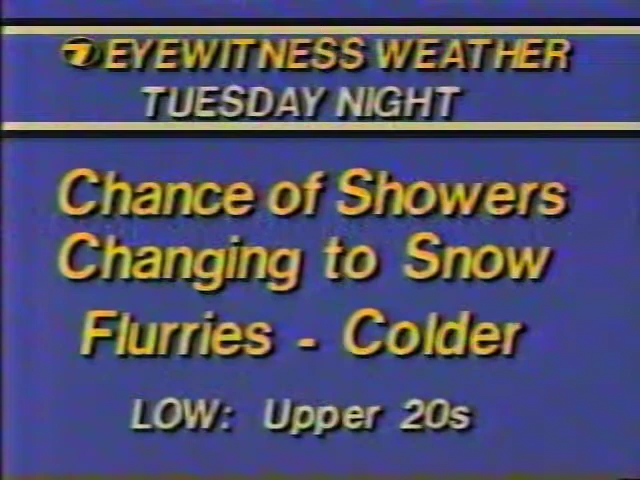 7 EYEWITNESS WEATHER
TUESDAY NIGHT
Chance of Showers
Changing to Snow
Flurries - Colder
LOW: Upper 20s